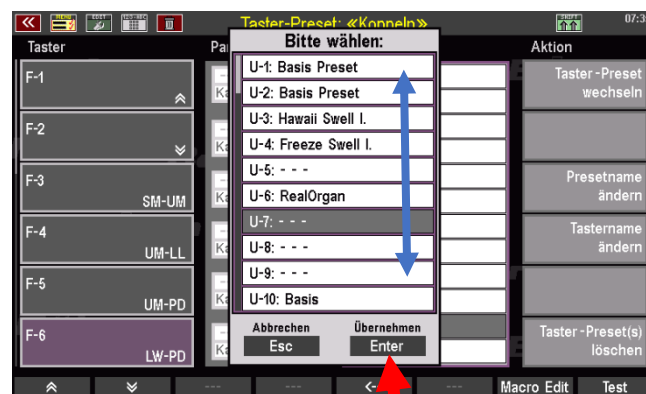 MENU
EDIT
Taster-Preset: «Koppeln»
SHIFT
Taster
Bitte wählen:
Aktion
F-1
F-2
F-3
SM-UM
F-4
UM-LL
F-5
UM-PD
F-6
LW-PD
U-1: Basis Preset
U-2: Basis Preset
U-3: Hawaii Swell I.
U-4: Freeze Swell I.
U-5: - - -
U-6: RealOrgan
U-7: - - -
U-8: - - -
U-9: - - -
U-10: Basis
Abbrechen
Esc
Übernehmen
Enter
Taster-Preset
wechseln
Presetname
ändern
Tastername
ändern
Taster-Preset(s)
löschen
---
---
---
Macro Edit
Test